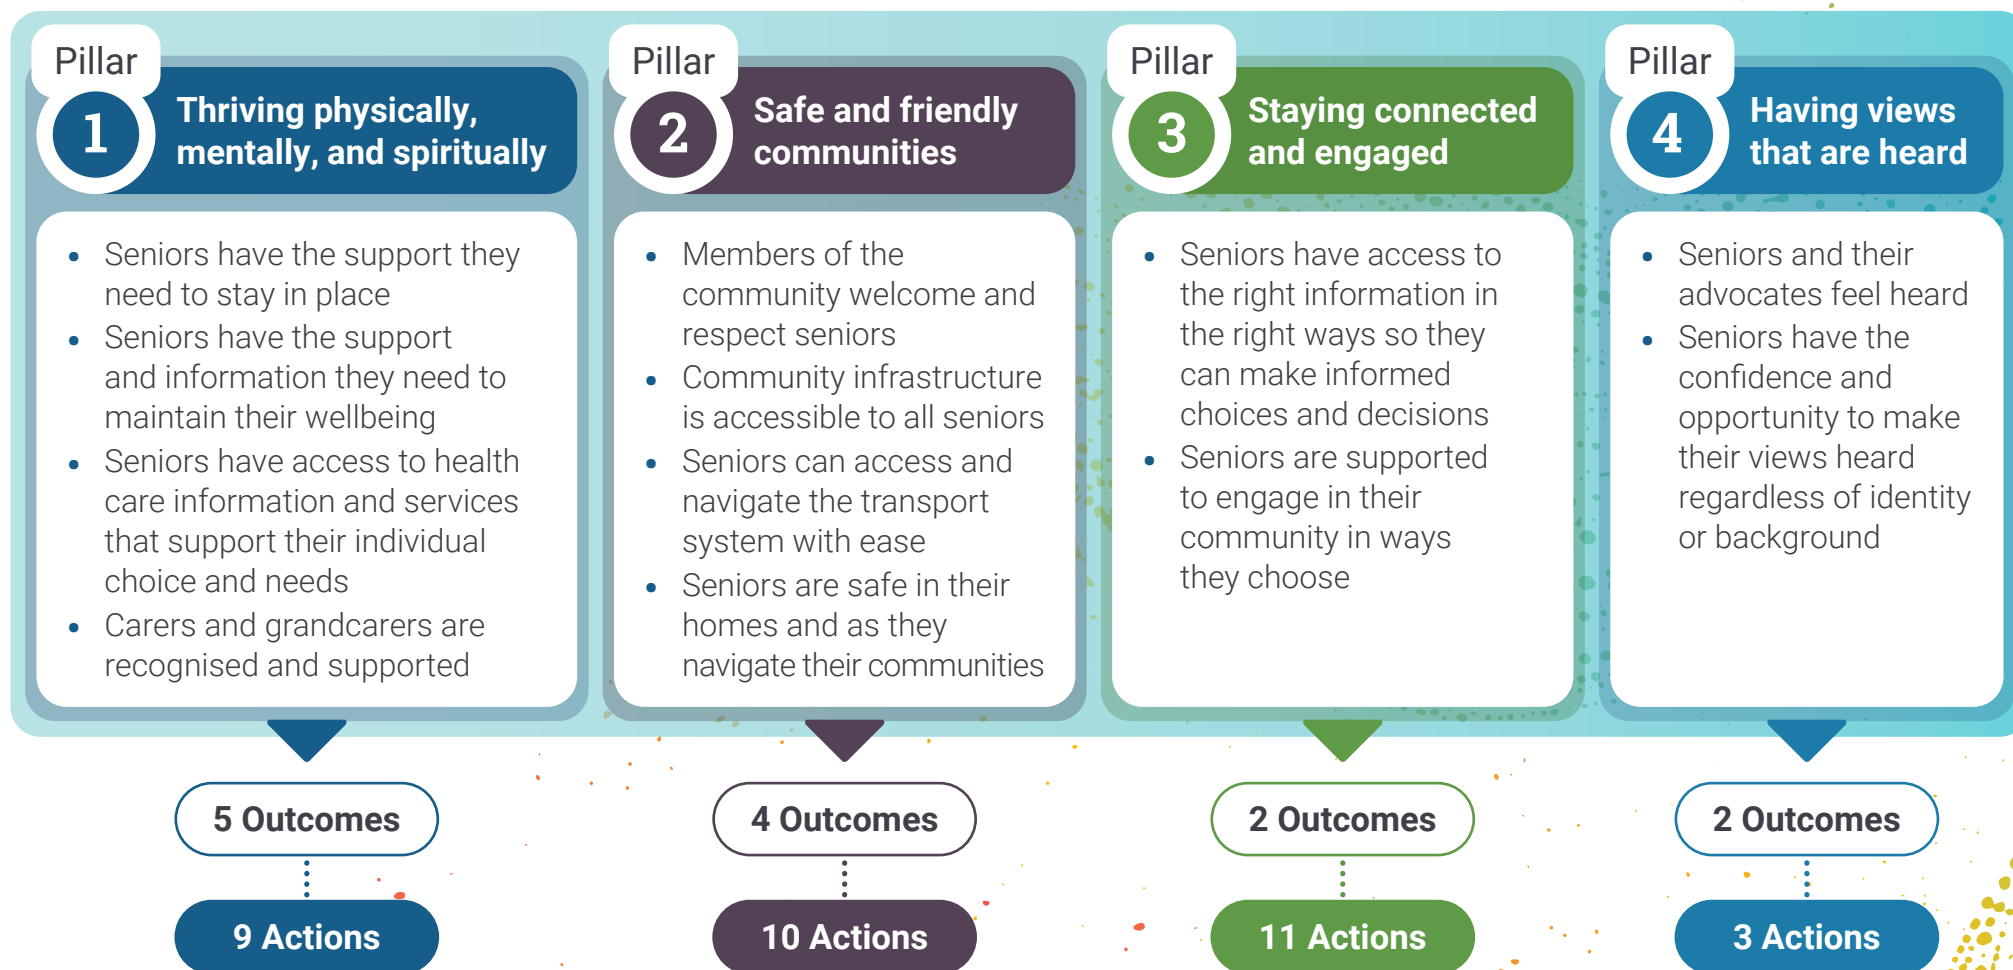 Pillar
1
Thriving physically,
mentally, and spiritually
• Seniors have the support they
need to stay in place
• Seniors have the support
and information they need to
maintain their wellbeing
• Seniors have access to health
care information and services
that support their individual
choice and needs
• Carers and grandcarers are
recognised and supported
5 Outcomes
9 Actions
Pillar
2
Safe and friendly
communities
• Members of the
community welcome and
respect seniors
• Community infrastructure
is accessible to all seniors
• Seniors can access and
navigate the transport
system with ease
• Seniors are safe in their
homes and as they
navigate their communities
4 Outcomes
10 Actions
Pillar
3
Staying connected
and engaged
• Seniors have access to
the right information in
the right ways so they
can make informed
choices and decisions
• Seniors are supported
to engage in their
community in ways
they choose
2 Outcomes
11 Actions
Pillar
4
Having views
that are heard
• Seniors and their
advocates feel heard
• Seniors have the
confidence and
opportunity to make
their views heard
regardless of identity
or background
2 Outcomes
3 Actions